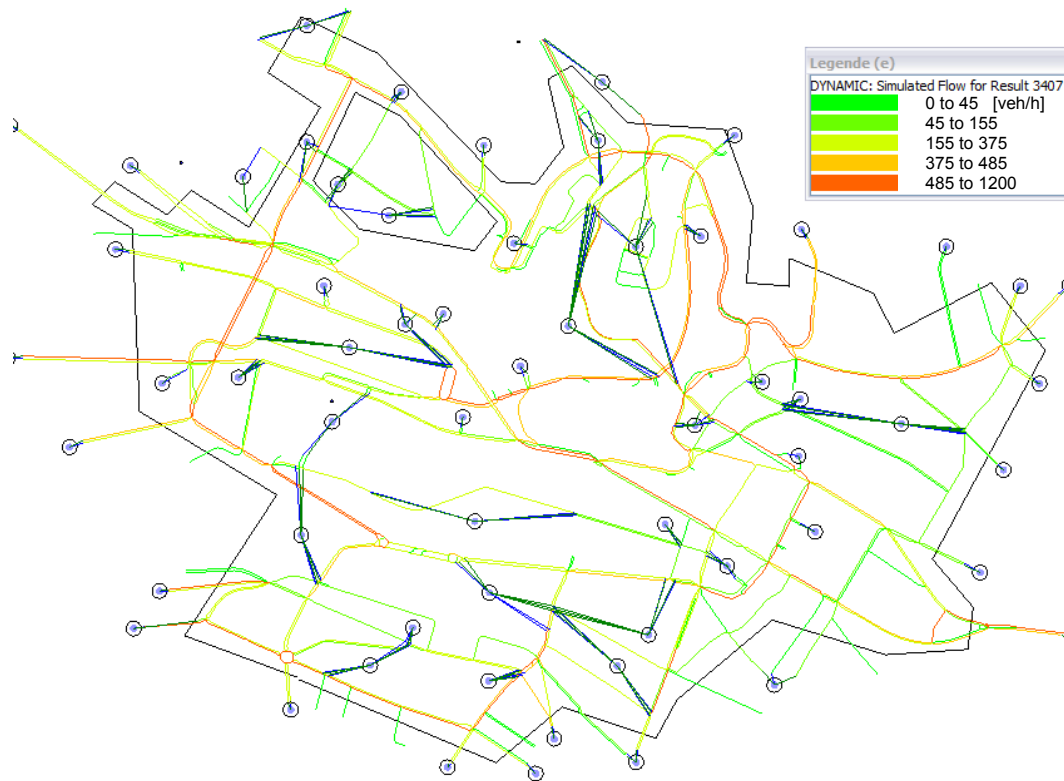 Legende (e)
DYNAMIC: Simulated Flow for Result 3407
0 to 45 [veh/h]
45 to 155
155 to 375
375 to 485
485 to 1200